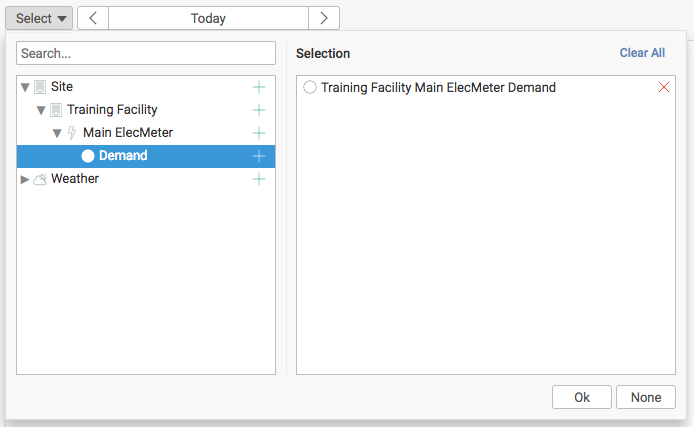 Select
Today
Search...
Selection
Clear All
Site
Training Facility
Main ElecMeter
Demand
Weather
Training Facility Main ElecMeter Demand
Ok
None